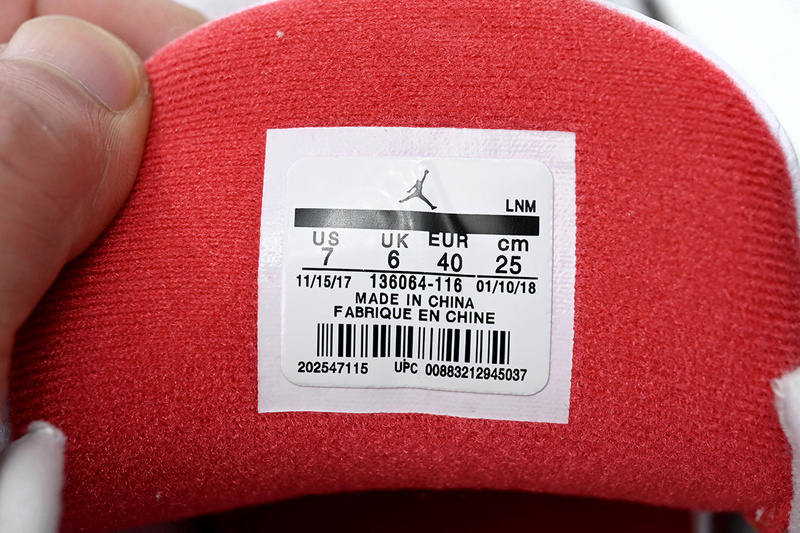 LNM
US UK EUR cm
7 6 40 25
11/15/17 136064-116 01/10/18
MADE IN CHINA
FABRIQUE EN CHINE
202547115 UPC 00883212945037